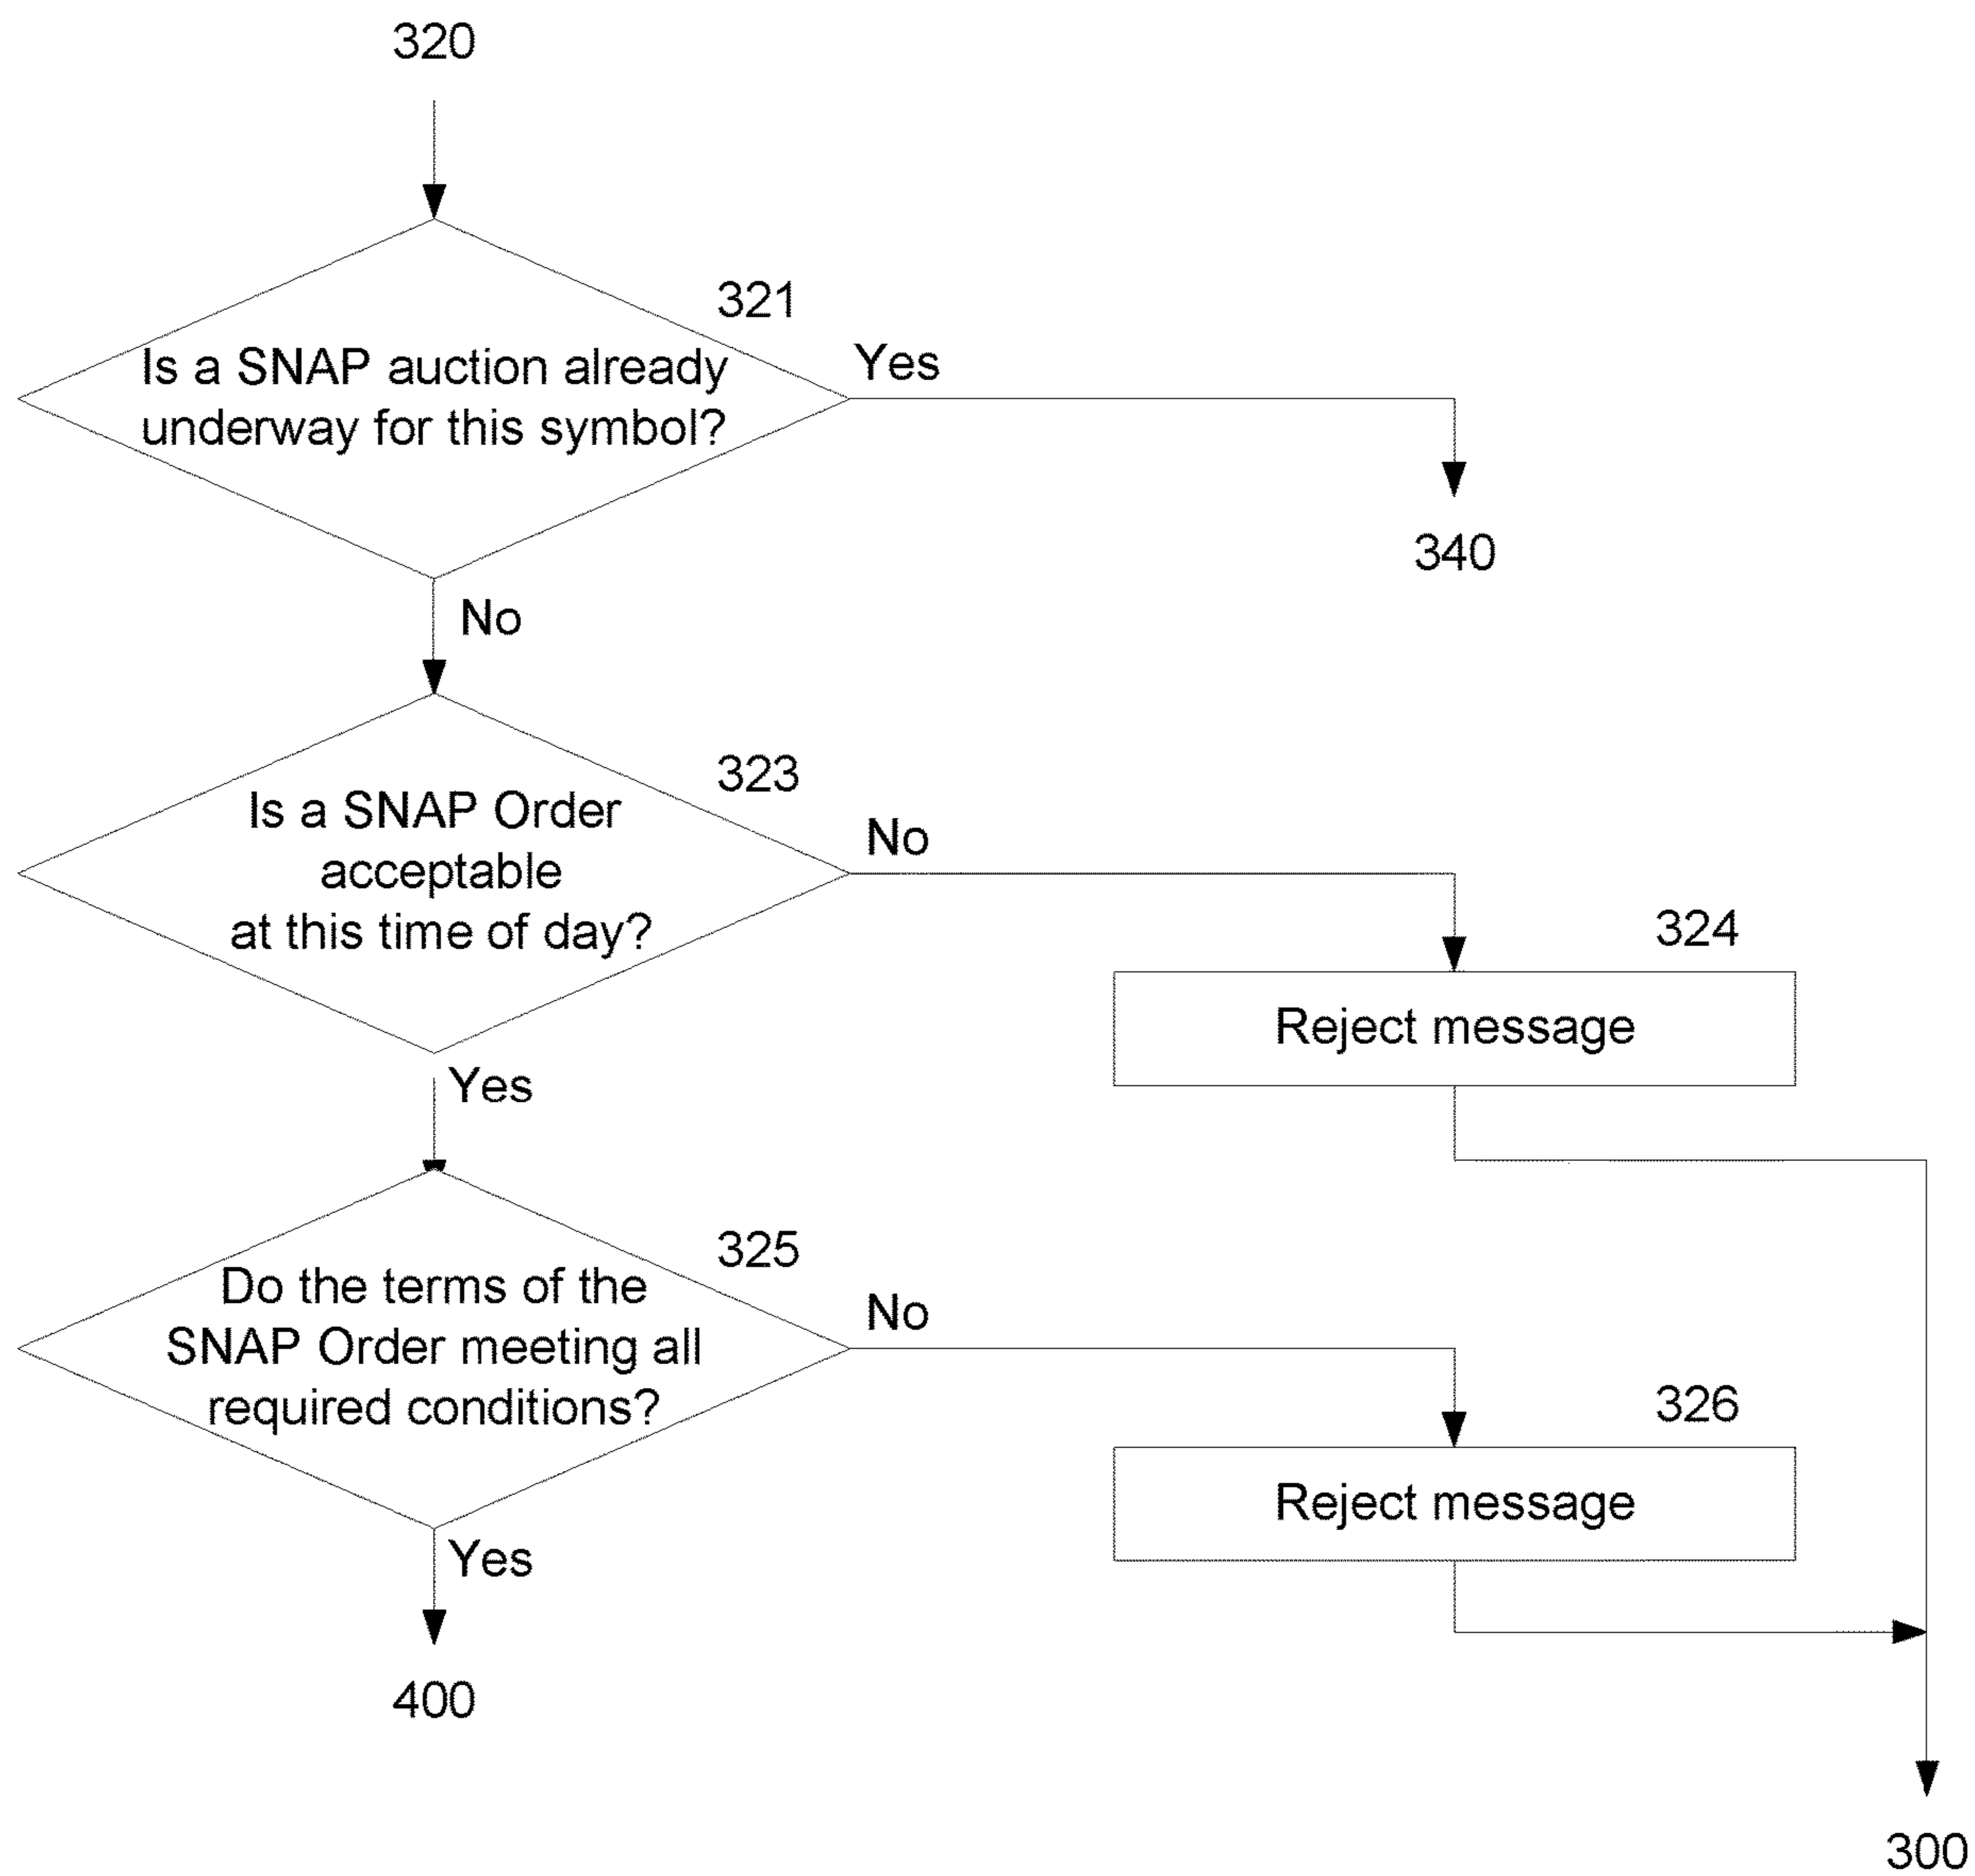 320
321
Is a SNAP auction already
underway for this symbol?
Yes
340
No
323
Is a SNAP Order
acceptable
at this time of day?
No
324
Reject message
Yes
325
Do the terms of the
SNAP Order meeting all
required conditions?
No
326
Reject message
Yes
400
300